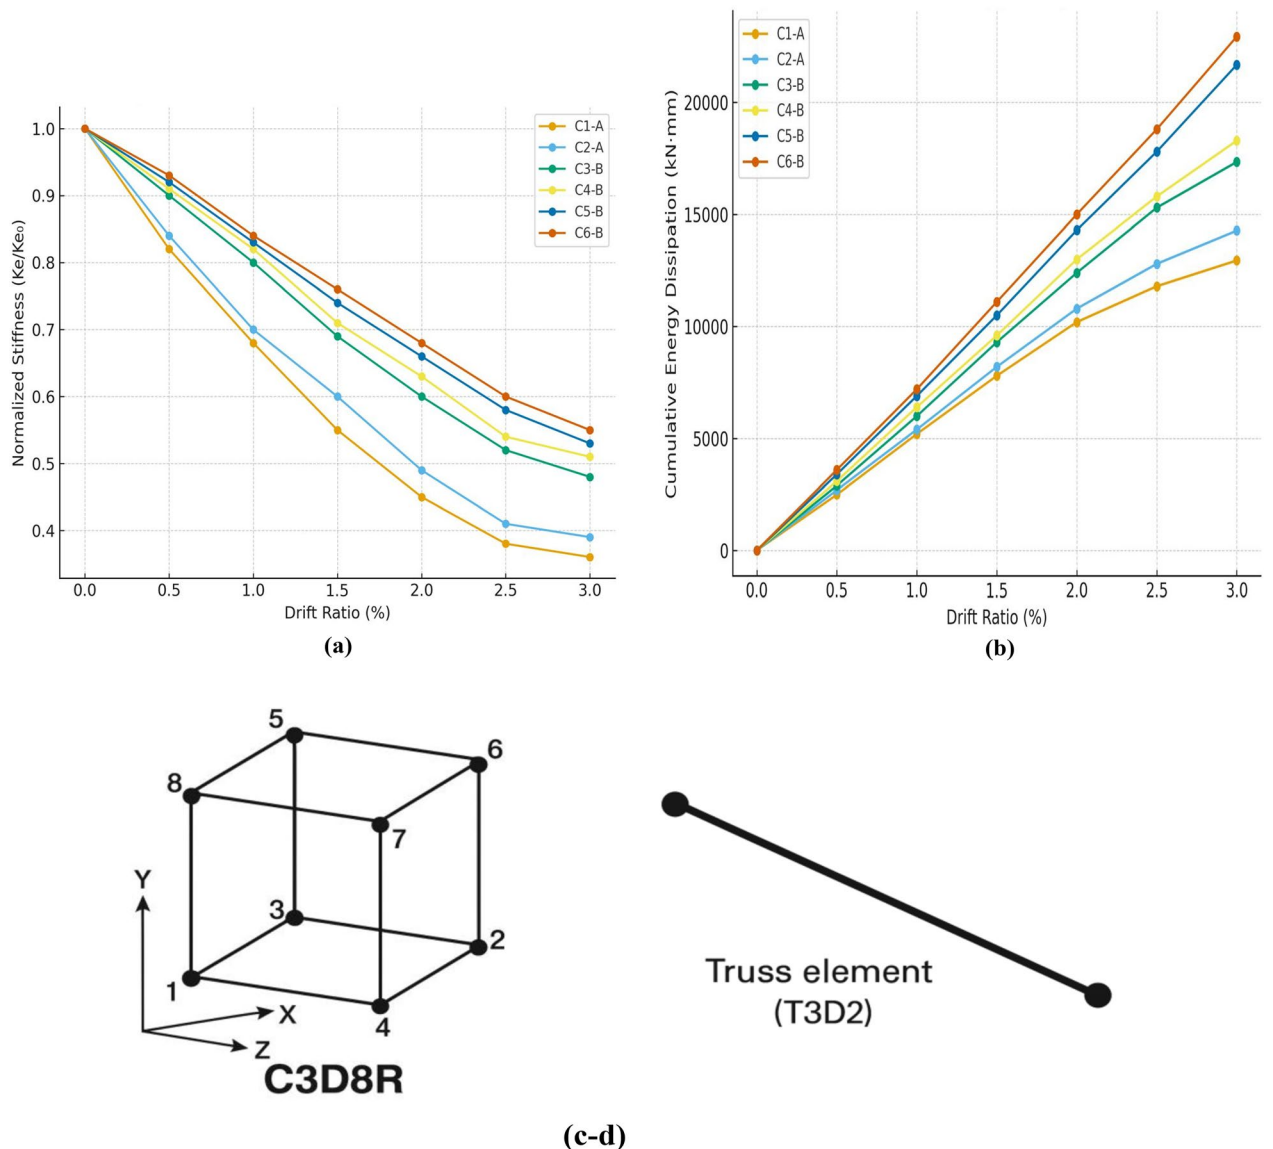 C1-A
C2-A
C3-B
C4-B
C5-B
C6-B
Normalized Stiffness (Ke/Ke₀)
1.0
0.9
0.8
0.7
0.6
0.5
0.4
0.0 0.5 1.0 1.5 2.0 2.5 3.0
Drift Ratio (%)
(a)
C1-A
C2-A
C3-B
C4-B
C5-B
C6-B
Cumulative Energy Dissipation (kN·mm)
20000
15000
10000
5000
0
0.0 0.5 1.0 1.5 2.0 2.5 3.0
Drift Ratio (%)
(b)
5
6
8
7
Y
3
2
1
X
4
Z
C3D8R
Truss element
(T3D2)
(c-d)